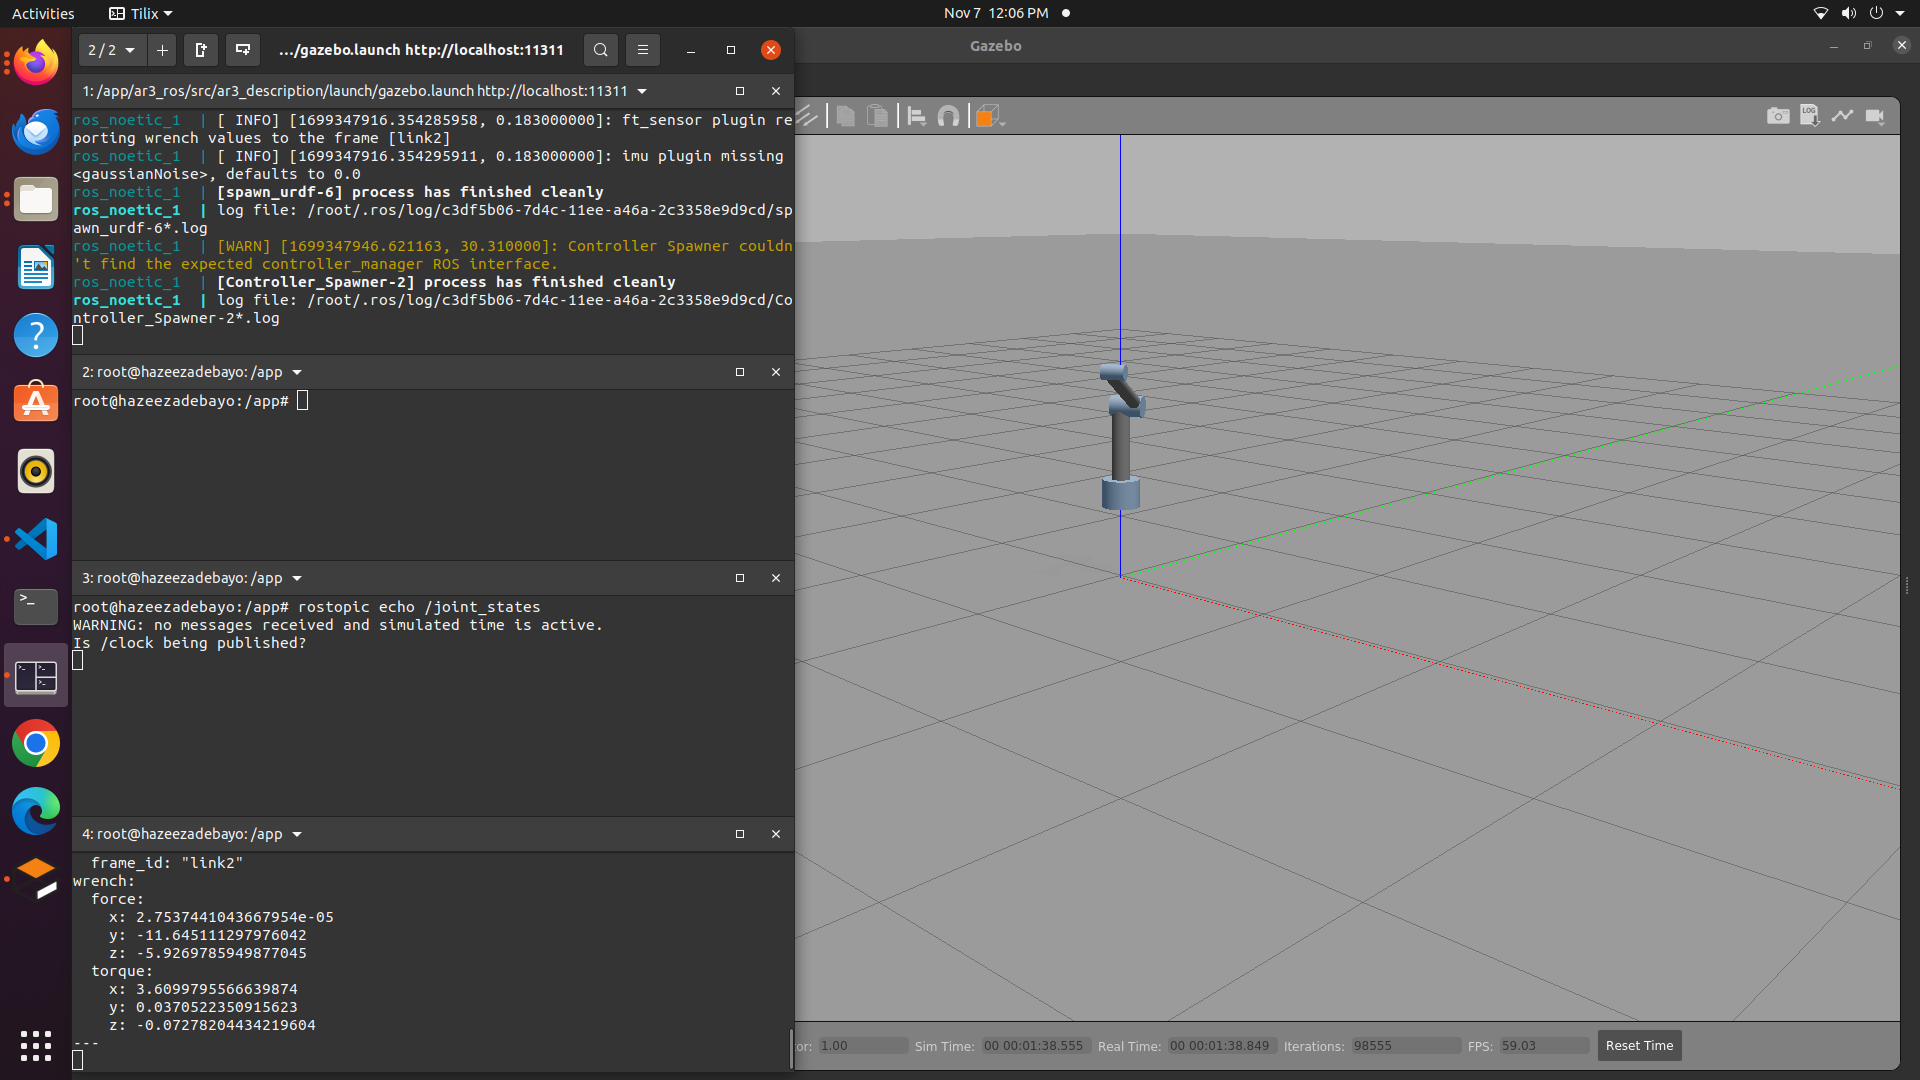 Activities
Tilix
Nov 7 12:06 PM
2 / 2
.../gazebo.launch http://localhost:11311
Gazebo
1: /app/ar3_ros/src/ar3_description/launch/gazebo.launch http://localhost:11311
ros_noetic_1  | [ INFO] [1699347916.354285958, 0.183000000]: ft_sensor plugin re
porting wrench values to the frame [link2]
ros_noetic_1  | [ INFO] [1699347916.354295911, 0.183000000]: imu plugin missing
<gaussianNoise>, defaults to 0.0
ros_noetic_1  | [spawn_urdf-6] process has finished cleanly
ros_noetic_1  | log file: /root/.ros/log/c3df5b06-7d4c-11ee-a46a-2c3358e9d9cd/sp
awn_urdf-6*.log
ros_noetic_1  | [WARN] [1699347946.621163, 30.310000]: Controller Spawner couldn
't find the expected controller_manager ROS interface.
ros_noetic_1  | [Controller_Spawner-2] process has finished cleanly
ros_noetic_1  | log file: /root/.ros/log/c3df5b06-7d4c-11ee-a46a-2c3358e9d9cd/Co
ntroller_Spawner-2*.log
2: root@hazeezadebayo: /app
root@hazeezadebayo:/app#
3: root@hazeezadebayo: /app
root@hazeezadebayo:/app# rostopic echo /joint_states
WARNING: no messages received and simulated time is active.
Is /clock being published?
4: root@hazeezadebayo: /app
  frame_id: "link2"
wrench:
  force:
    x: 2.7537441043667954e-05
    y: -11.645111297976042
    z: -5.9269785949877045
  torque:
    x: 3.6099795566639874
    y: 0.0370522350915623
    z: -0.07278204434219604
---
LOG
or: 1.00 Sim Time: 00 00:01:38.555 Real Time: 00 00:01:38.849 Iterations: 98555 FPS: 59.03 Reset Time